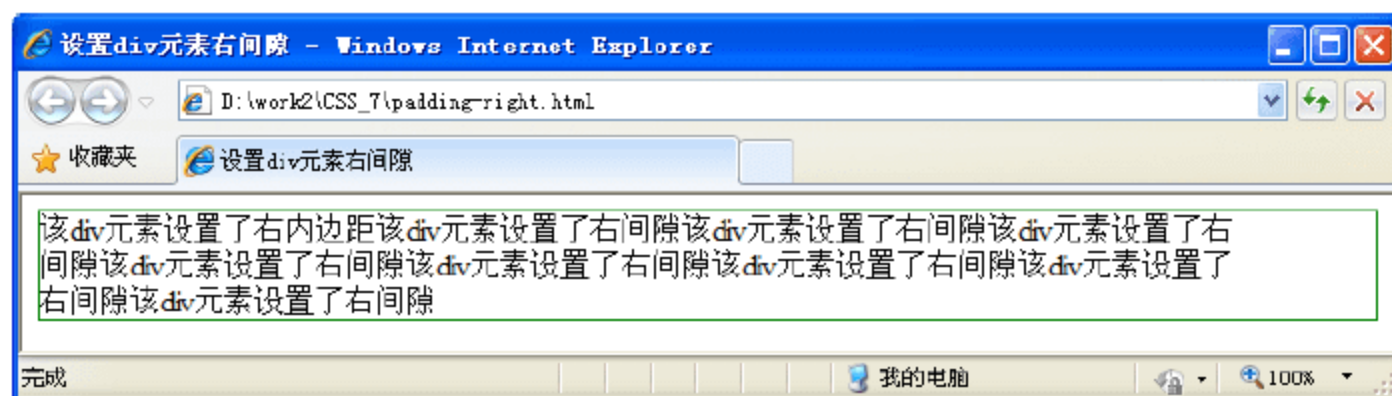 设置div元素右间隙 - Windows Internet Explorer
D:\work2\CSS_7\padding-right.html
收藏夹
设置div元素右间隙
该div元素设置了右内边距该div元素设置了右间隙该div元素设置了右间隙该div元素设置了右
间隙该div元素设置了右间隙该div元素设置了右间隙该div元素设置了右间隙该div元素设置了
右间隙该div元素设置了右间隙
完成
我的电脑
100%